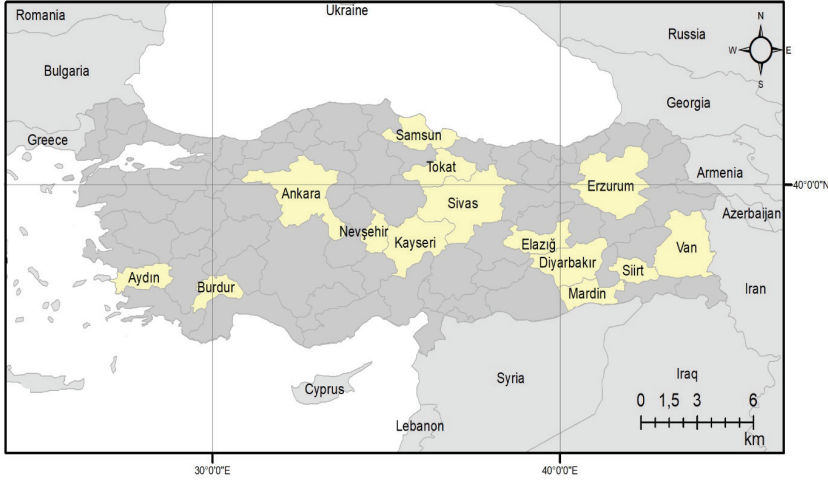 Romania
Ukraine
N
Russia
W
E
Bulgaria
S
Georgia
Samsun
Greece
Tokat
Armenia
Ankara
Erzurum
40°0'0"N
Sivas
Azerbaijan
Nevşehir
Kayseri
Elazığ
Van
Diyarbakır
Siirt
Aydın
Burdur
Mardin
Iran
Syria
Iraq
Cyprus
0 1,5 3 6
Lebanon
km
30°0'0"E
40°0'0"E